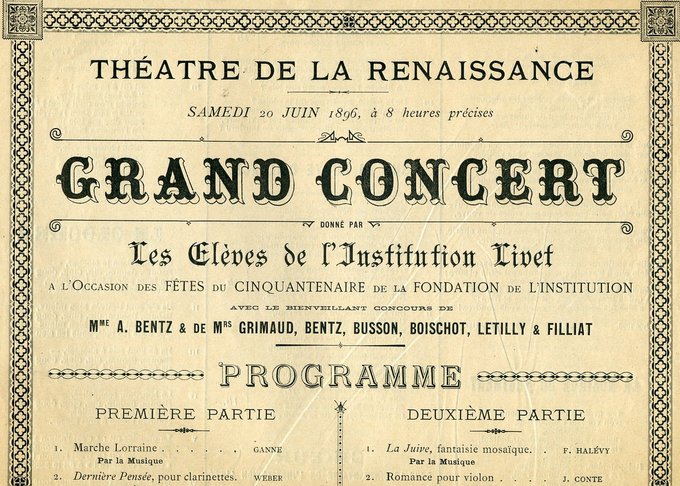 THÉATRE DE LA RENAISSANCE
SAMEDI 20 JUIN 1896, à 8 heures précises
GRAND CONCERT
DONNÉ PAR
Les Elèves de l'Institution Livet
A L'OCCASION DES FÊTES DU CINQUANTENAIRE DE LA FONDATION DE L'INSTITUTION
AVEC LE BIENVEILLANT CONCOURS DE
MME A. BENTZ & DE MRS GRIMAUD, BENTZ, BUSSON, BOISCHOT, LETILLY & FILLIAT
PROGRAMME
PREMIÈRE PARTIE
1. Marche Lorraine . . . . . . GANNE
Par la Musique
2. Dernière Pensée, pour clarinettes. WEBER
DEUXIÈME PARTIE
1. La Juive, fantaisie mosaïque. . . F. HALÉVY
Par la Musique
2. Romance pour violon . . . . J. CONTE